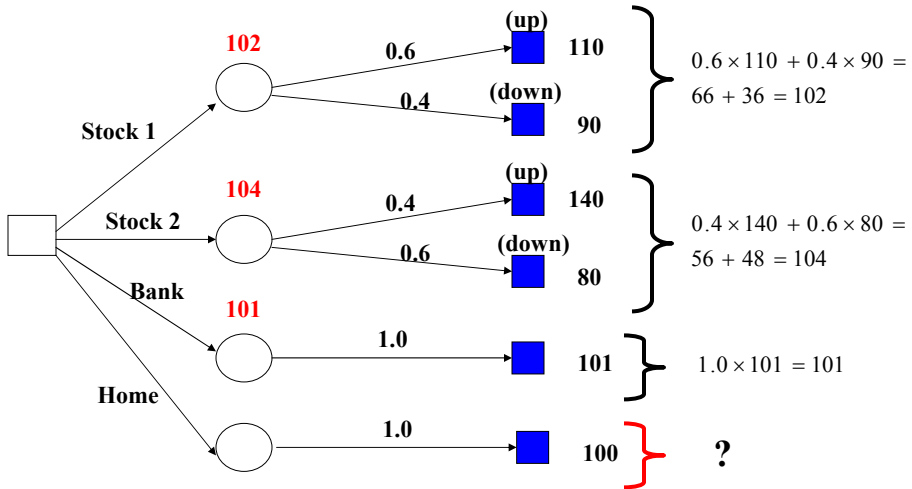 (up)
102
0.6
110
0.6 × 110 + 0.4 × 90 =
66 + 36 = 102
(down)
0.4
90
Stock 1
(up)
104
0.4
140
Stock 2
0.4 × 140 + 0.6 × 80 =
56 + 48 = 104
(down)
0.6
80
Bank
101
1.0
101
1.0 × 101 = 101
Home
1.0
100
?